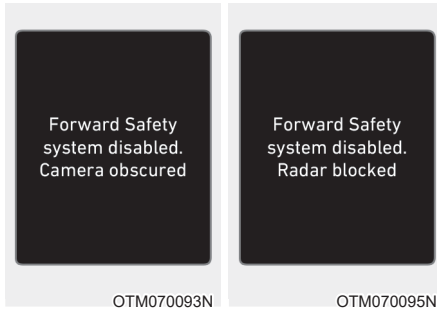 Forward Safety
system disabled.
Camera obscured
OTM070093N
Forward Safety
system disabled.
Radar blocked
OTM070095N